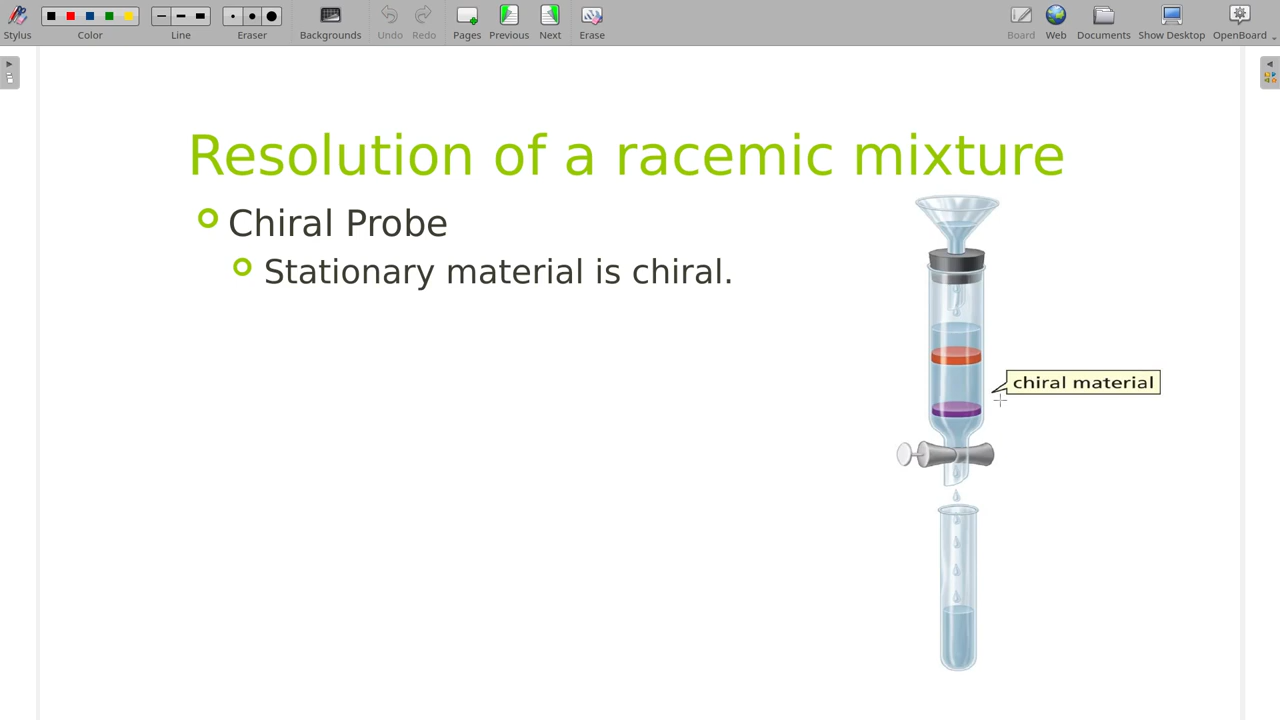 Stylus
Color
Line
Eraser
Backgrounds
Undo
Redo
Pages
Previous
Next
Erase
Board
Web
Documents
Show Desktop
OpenBoard
Resolution of a racemic mixture
Chiral Probe
Stationary material is chiral.
chiral material